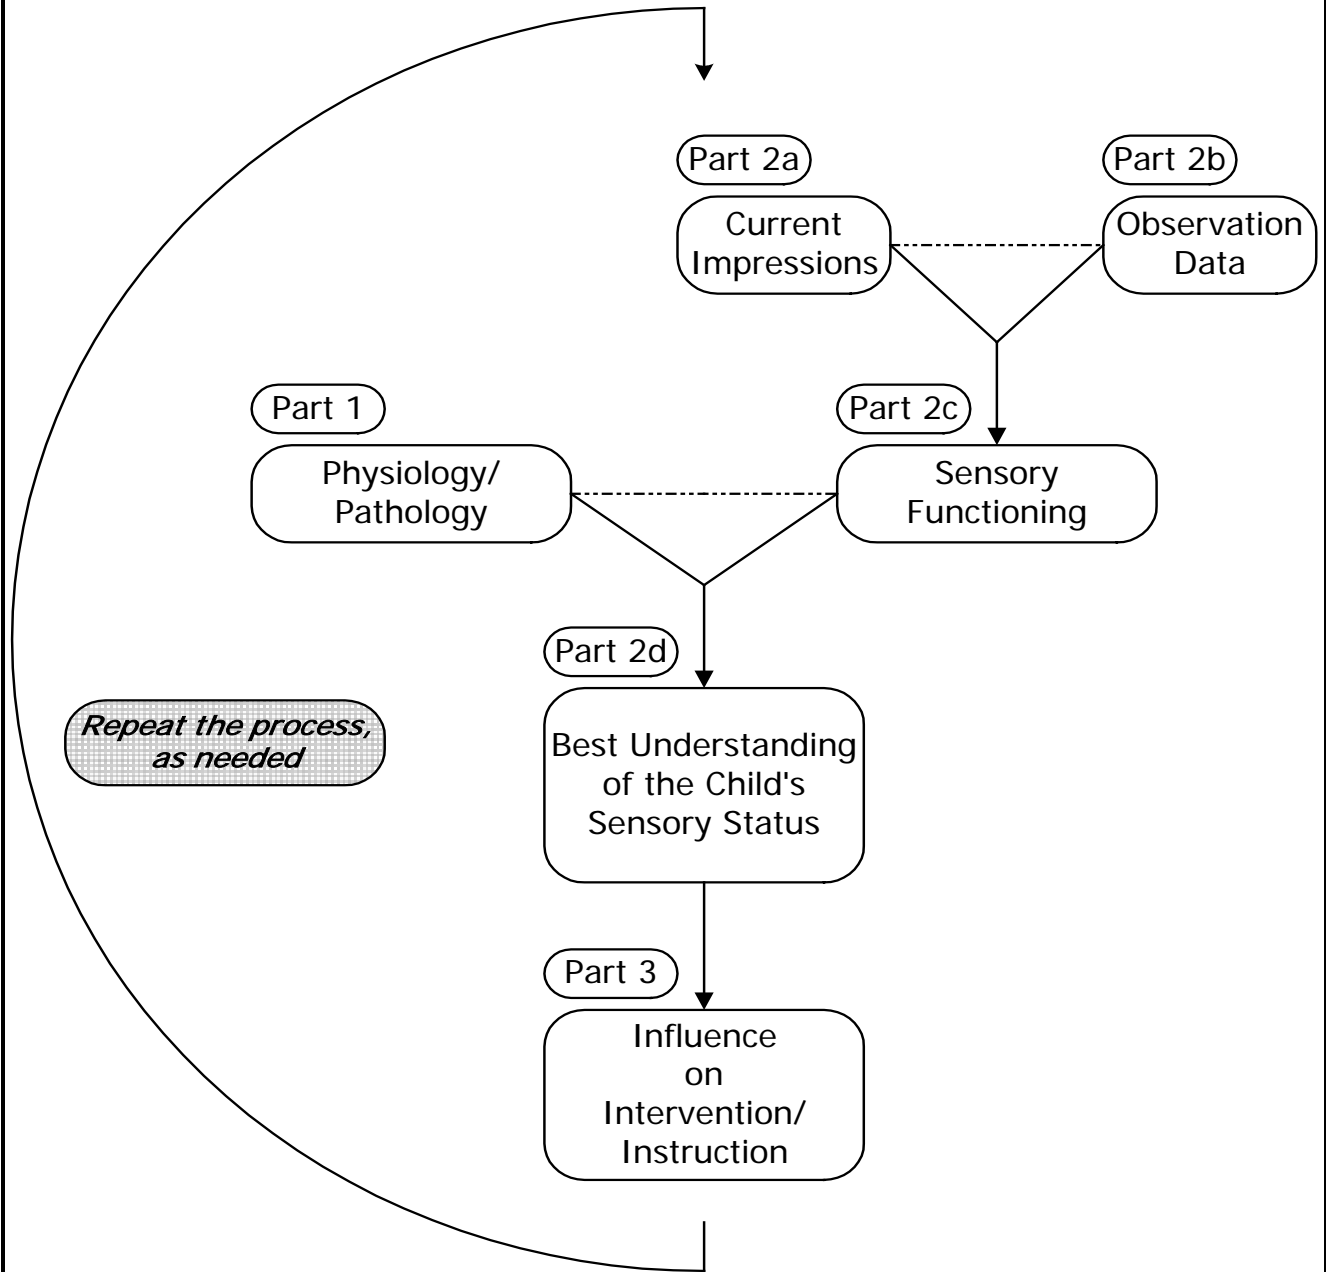 Part 2a
Current
Impressions
Part 2b
Observation
Data
Part 1
Physiology/
Pathology
Part 2c
Sensory
Functioning
Part 2d
Best Understanding
of the Child's
Sensory Status
Repeat the process,
as needed
Part 3
Influence
on
Intervention/
Instruction